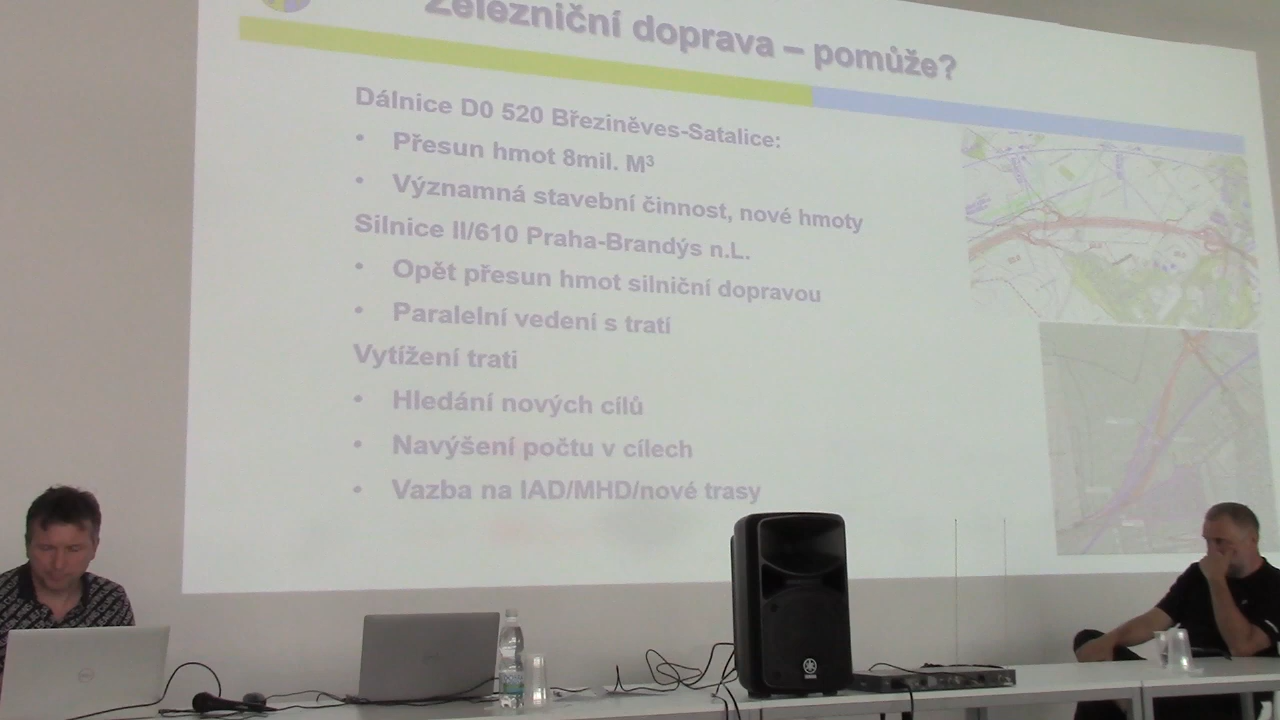 Železniční doprava – pomůže?
Dálnice D0 520 Březiněves-Satalice:
• Přesun hmot 8mil. M³
• Významná stavební činnost, nové hmoty
Silnice II/610 Praha-Brandýs n.L.
• Opět přesun hmot silniční dopravou
• Paralelní vedení s tratí
Vytížení trati
• Hledání nových cílů
• Navýšení počtu v cílech
• Vazba na IAD/MHD/nové trasy
DELL
YAMAHA